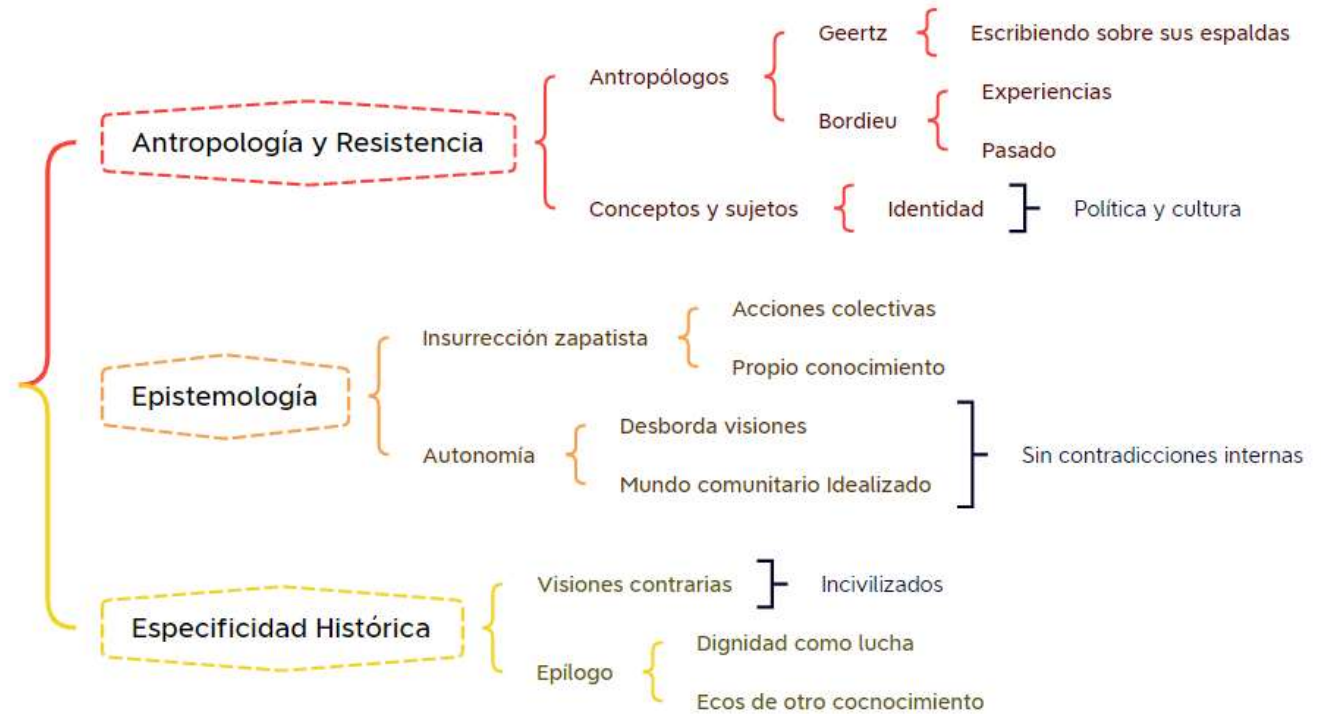 Antropología y Resistencia
Antropólogos
Geertz
Escribiendo sobre sus espaldas
Bordieu
Experiencias
Pasado
Conceptos y sujetos
Identidad
Política y cultura
Epistemología
Insurrección zapatista
Acciones colectivas
Propio conocimiento
Autonomía
Desborda visiones
Mundo comunitario Idealizado
Sin contradicciones internas
Especificidad Histórica
Visiones contrarias
Incivilizados
Epílogo
Dignidad como lucha
Ecos de otro cocnocimiento